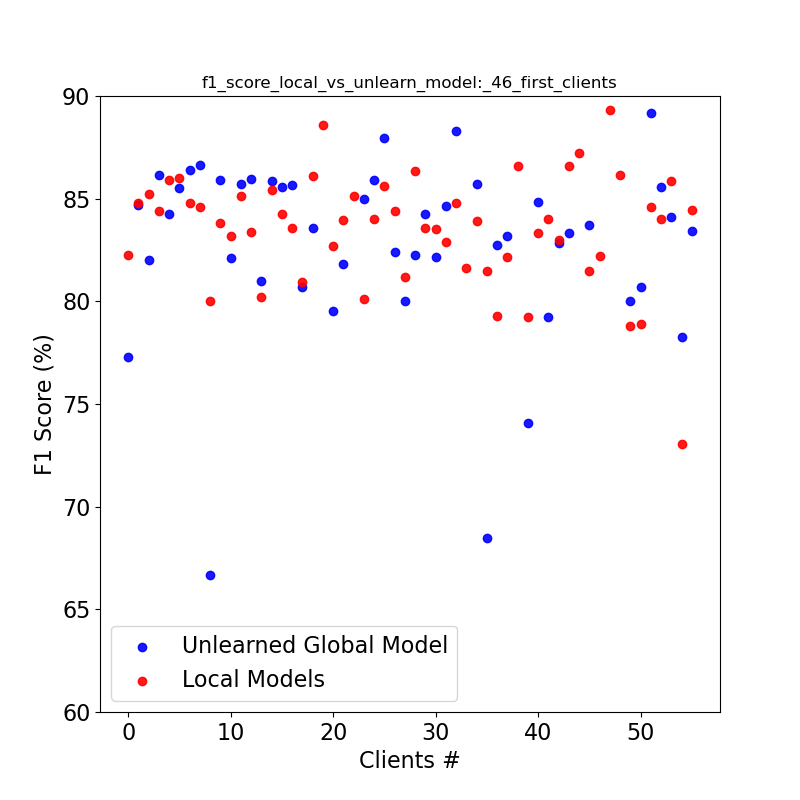 f1_score_local_vs_unlearn_model:_46_first_clients
90
85
80
75
70
65
60
F1 Score (%)
Unlearned Global Model
Local Models
0 10 20 30 40 50
Clients #